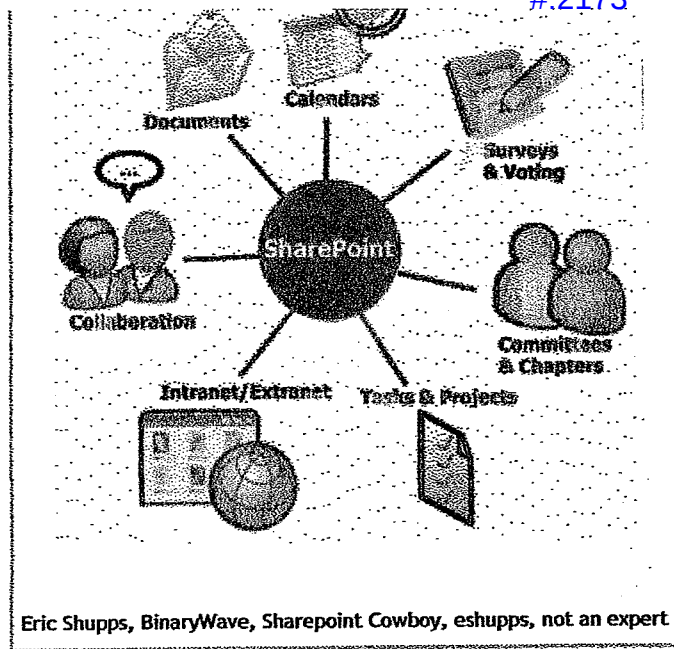 #:2173
Documents
Calendars
Surveys
& Voting
...
SharePoint
Collaboration
Committees
& Chapters
Intranet/Extranet
Tasks & Projects
Eric Shupps, BinaryWave, Sharepoint Cowboy, eshupps, not an expert